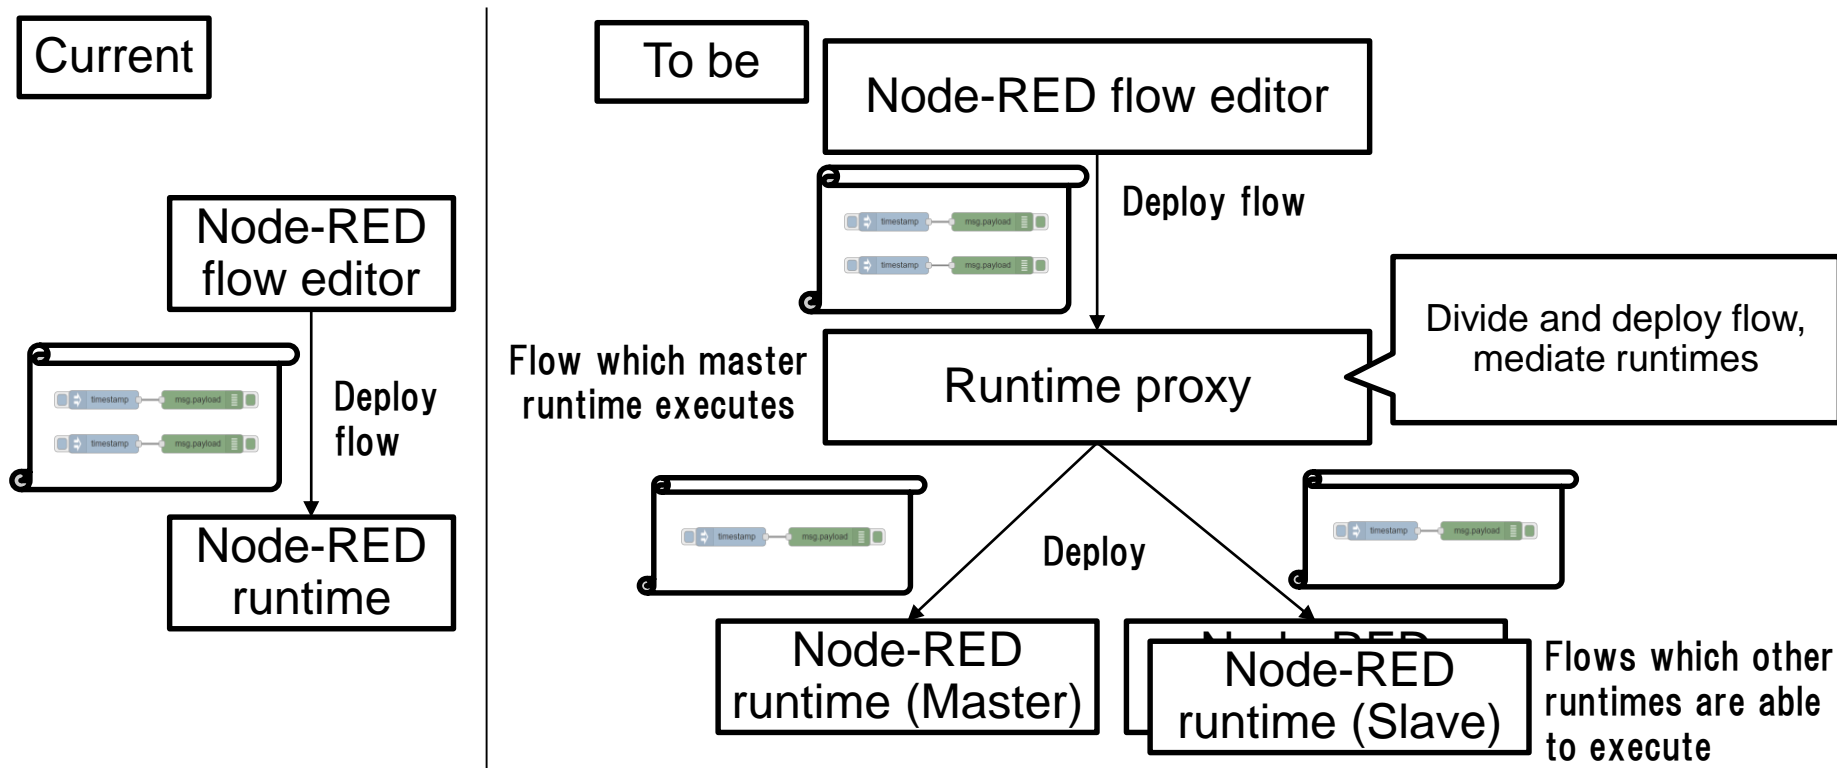 Current
Node-RED
flow editor
timestamp
msg.payload
timestamp
msg.payload
Deploy
flow
Node-RED
runtime
To be
Node-RED flow editor
timestamp
msg.payload
timestamp
msg.payload
Deploy flow
Divide and deploy flow,
mediate runtimes
Flow which master
runtime executes
Runtime proxy
timestamp
msg.payload
Deploy
timestamp
msg.payload
Node-RED
runtime (Master)
Node-RED
Node-RED
runtime (Slave)
Flows which other
runtimes are able
to execute